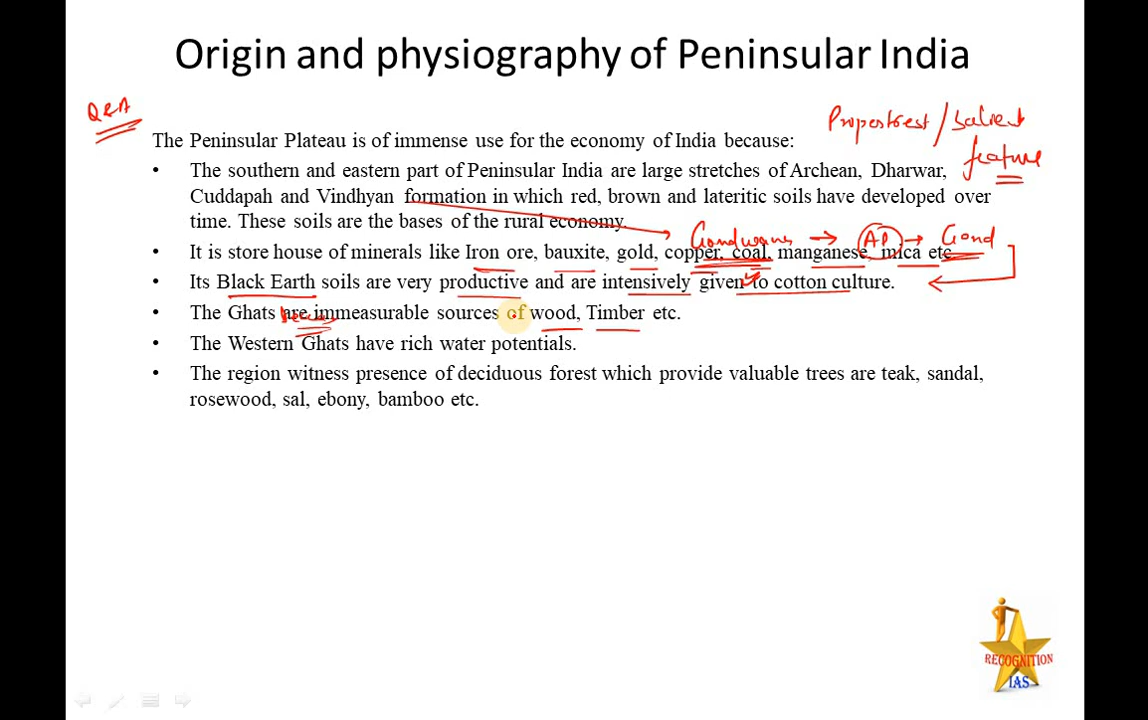 Origin and physiography of Peninsular India
Q&A
Properties / Salient
feature
The Peninsular Plateau is of immense use for the economy of India because:
• The southern and eastern part of Peninsular India are large stretches of Archean, Dharwar,
Cuddapah and Vindhyan formation in which red, brown and lateritic soils have developed over
time. These soils are the bases of the rural economy.
Gondwana → AP → Gond
• It is store house of minerals like Iron ore, bauxite, gold, copper, coal, manganese, mica etc
• Its Black Earth soils are very productive and are intensively given to cotton culture.
• The Ghats are immeasurable sources of wood, Timber etc.
• The Western Ghats have rich water potentials.
• The region witness presence of deciduous forest which provide valuable trees are teak, sandal,
rosewood, sal, ebony, bamboo etc.
RECOGNITION
IAS